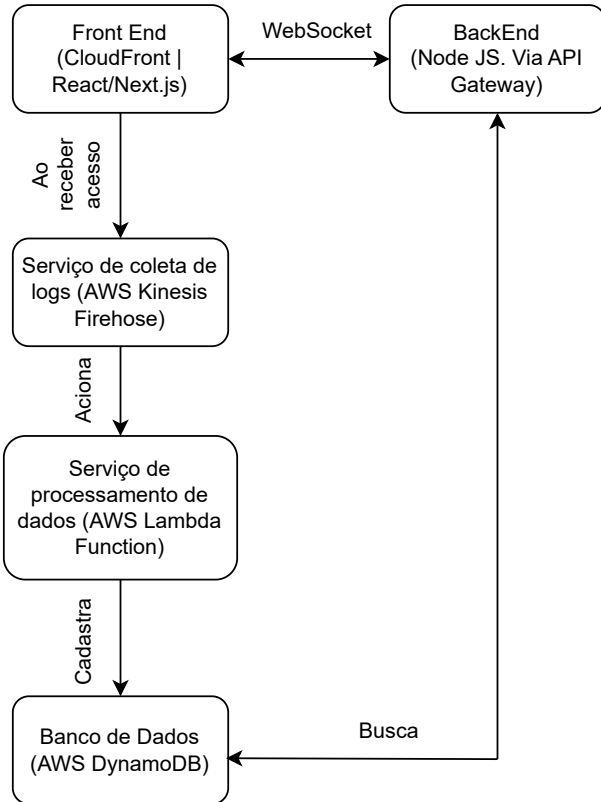 Front End
(CloudFront |
React/Next.js)
WebSocket
BackEnd
(Node JS. Via API
Gateway)
Ao
receber
acesso
Serviço de coleta de
logs (AWS Kinesis
Firehose)
Aciona
Serviço de
processamento de
dados (AWS Lambda
Function)
Cadastra
Banco de Dados
(AWS DynamoDB)
Busca